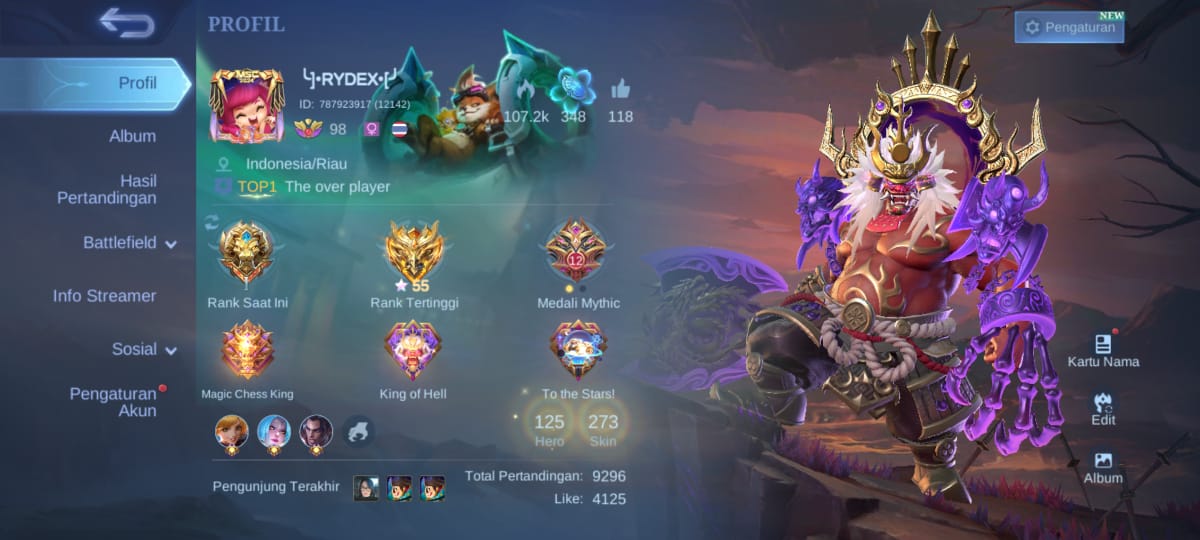 PROFIL
NEW
Pengaturan
Profil
Album
Hasil
Pertandingan
Battlefield
Info Streamer
Sosial
Pengaturan
Akun
MSC
RYDEX
ID: 787923917 (12142)
98
107.2k 348 118
Indonesia/Riau
TOP1 The over player
Rank Saat Ini
55
Rank Tertinggi
12
Medali Mythic
Magic Chess King
King of Hell
To the Stars!
125
Hero
273
Skin
Pengunjung Terakhir
Total Pertandingan: 9296
Like: 4125
Kartu Nama
Edit
Album